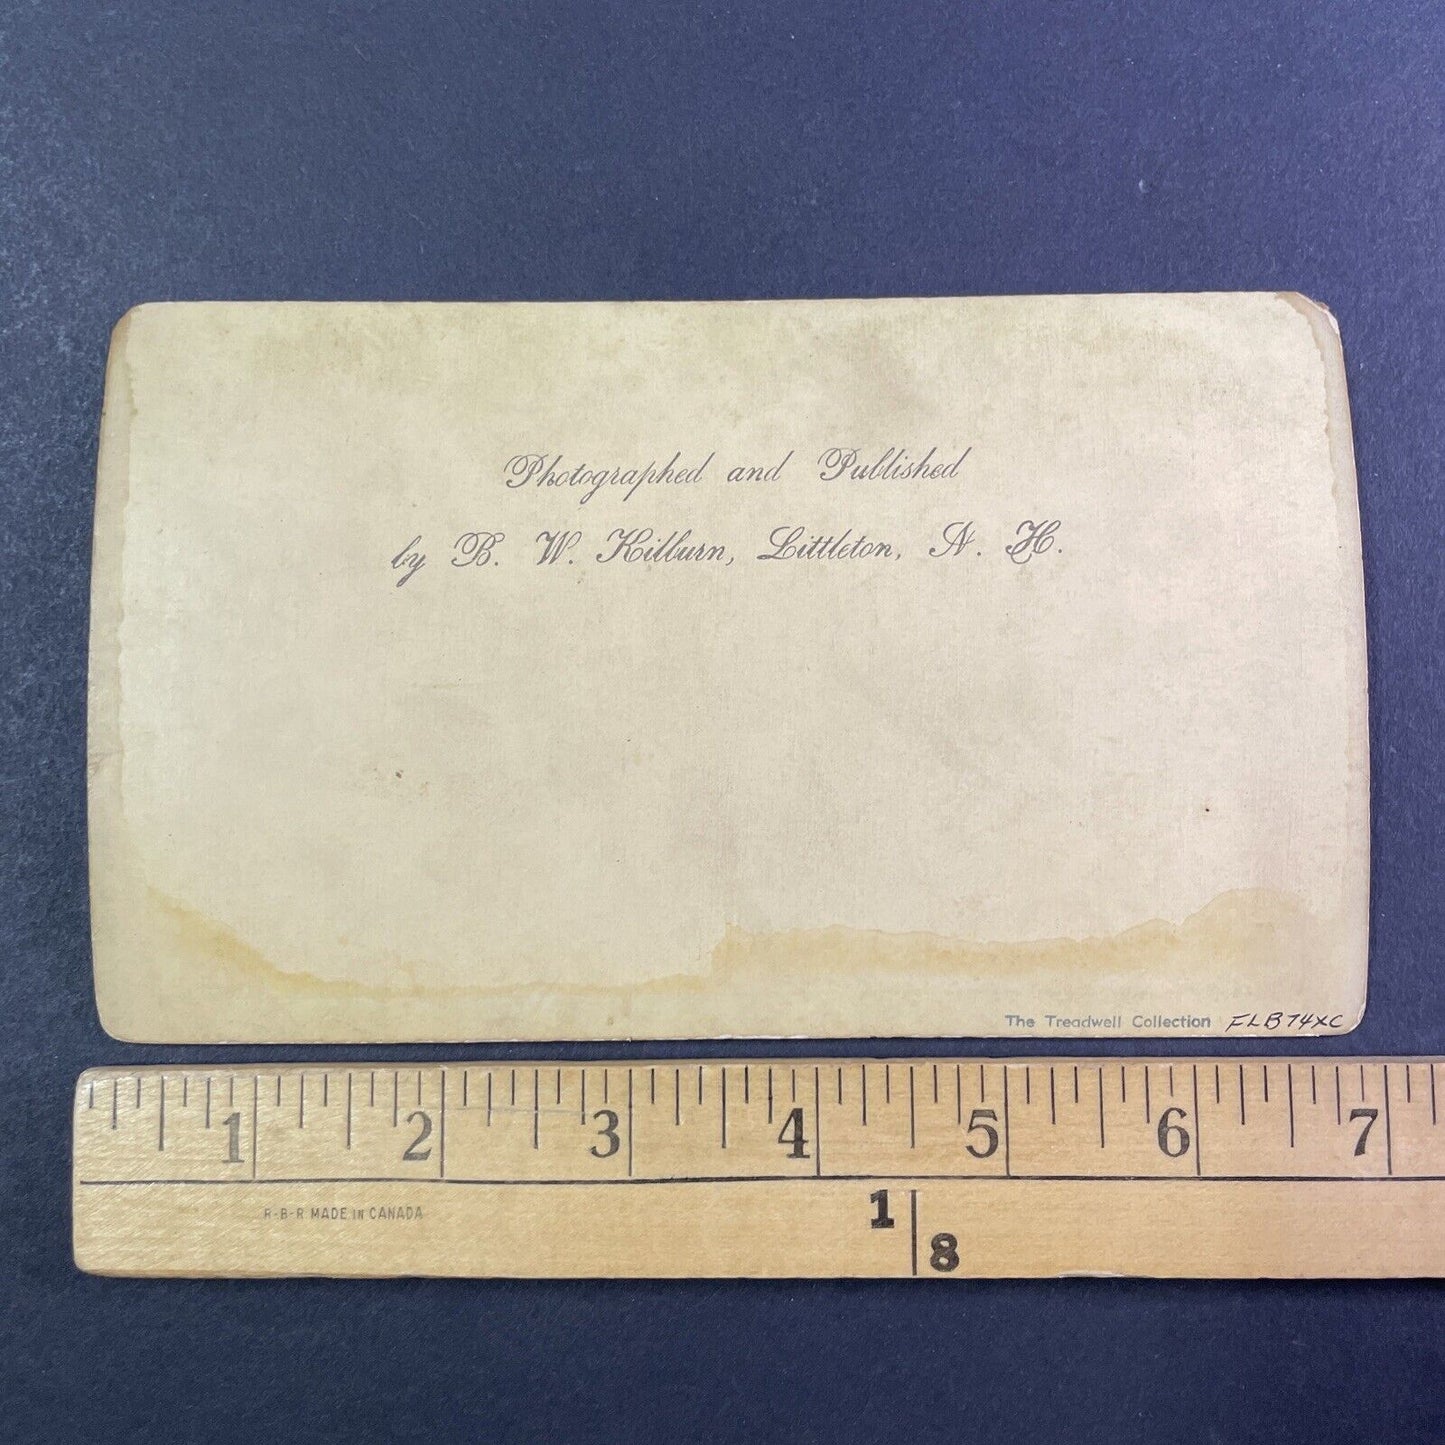 Photographed and Published
by B. W. Kilburn, Littleton, N. H.
The Treadwell Collection FLB74XC
1 2 3 4 5 6 7
R-B-R MADE IN CANADA
1 8